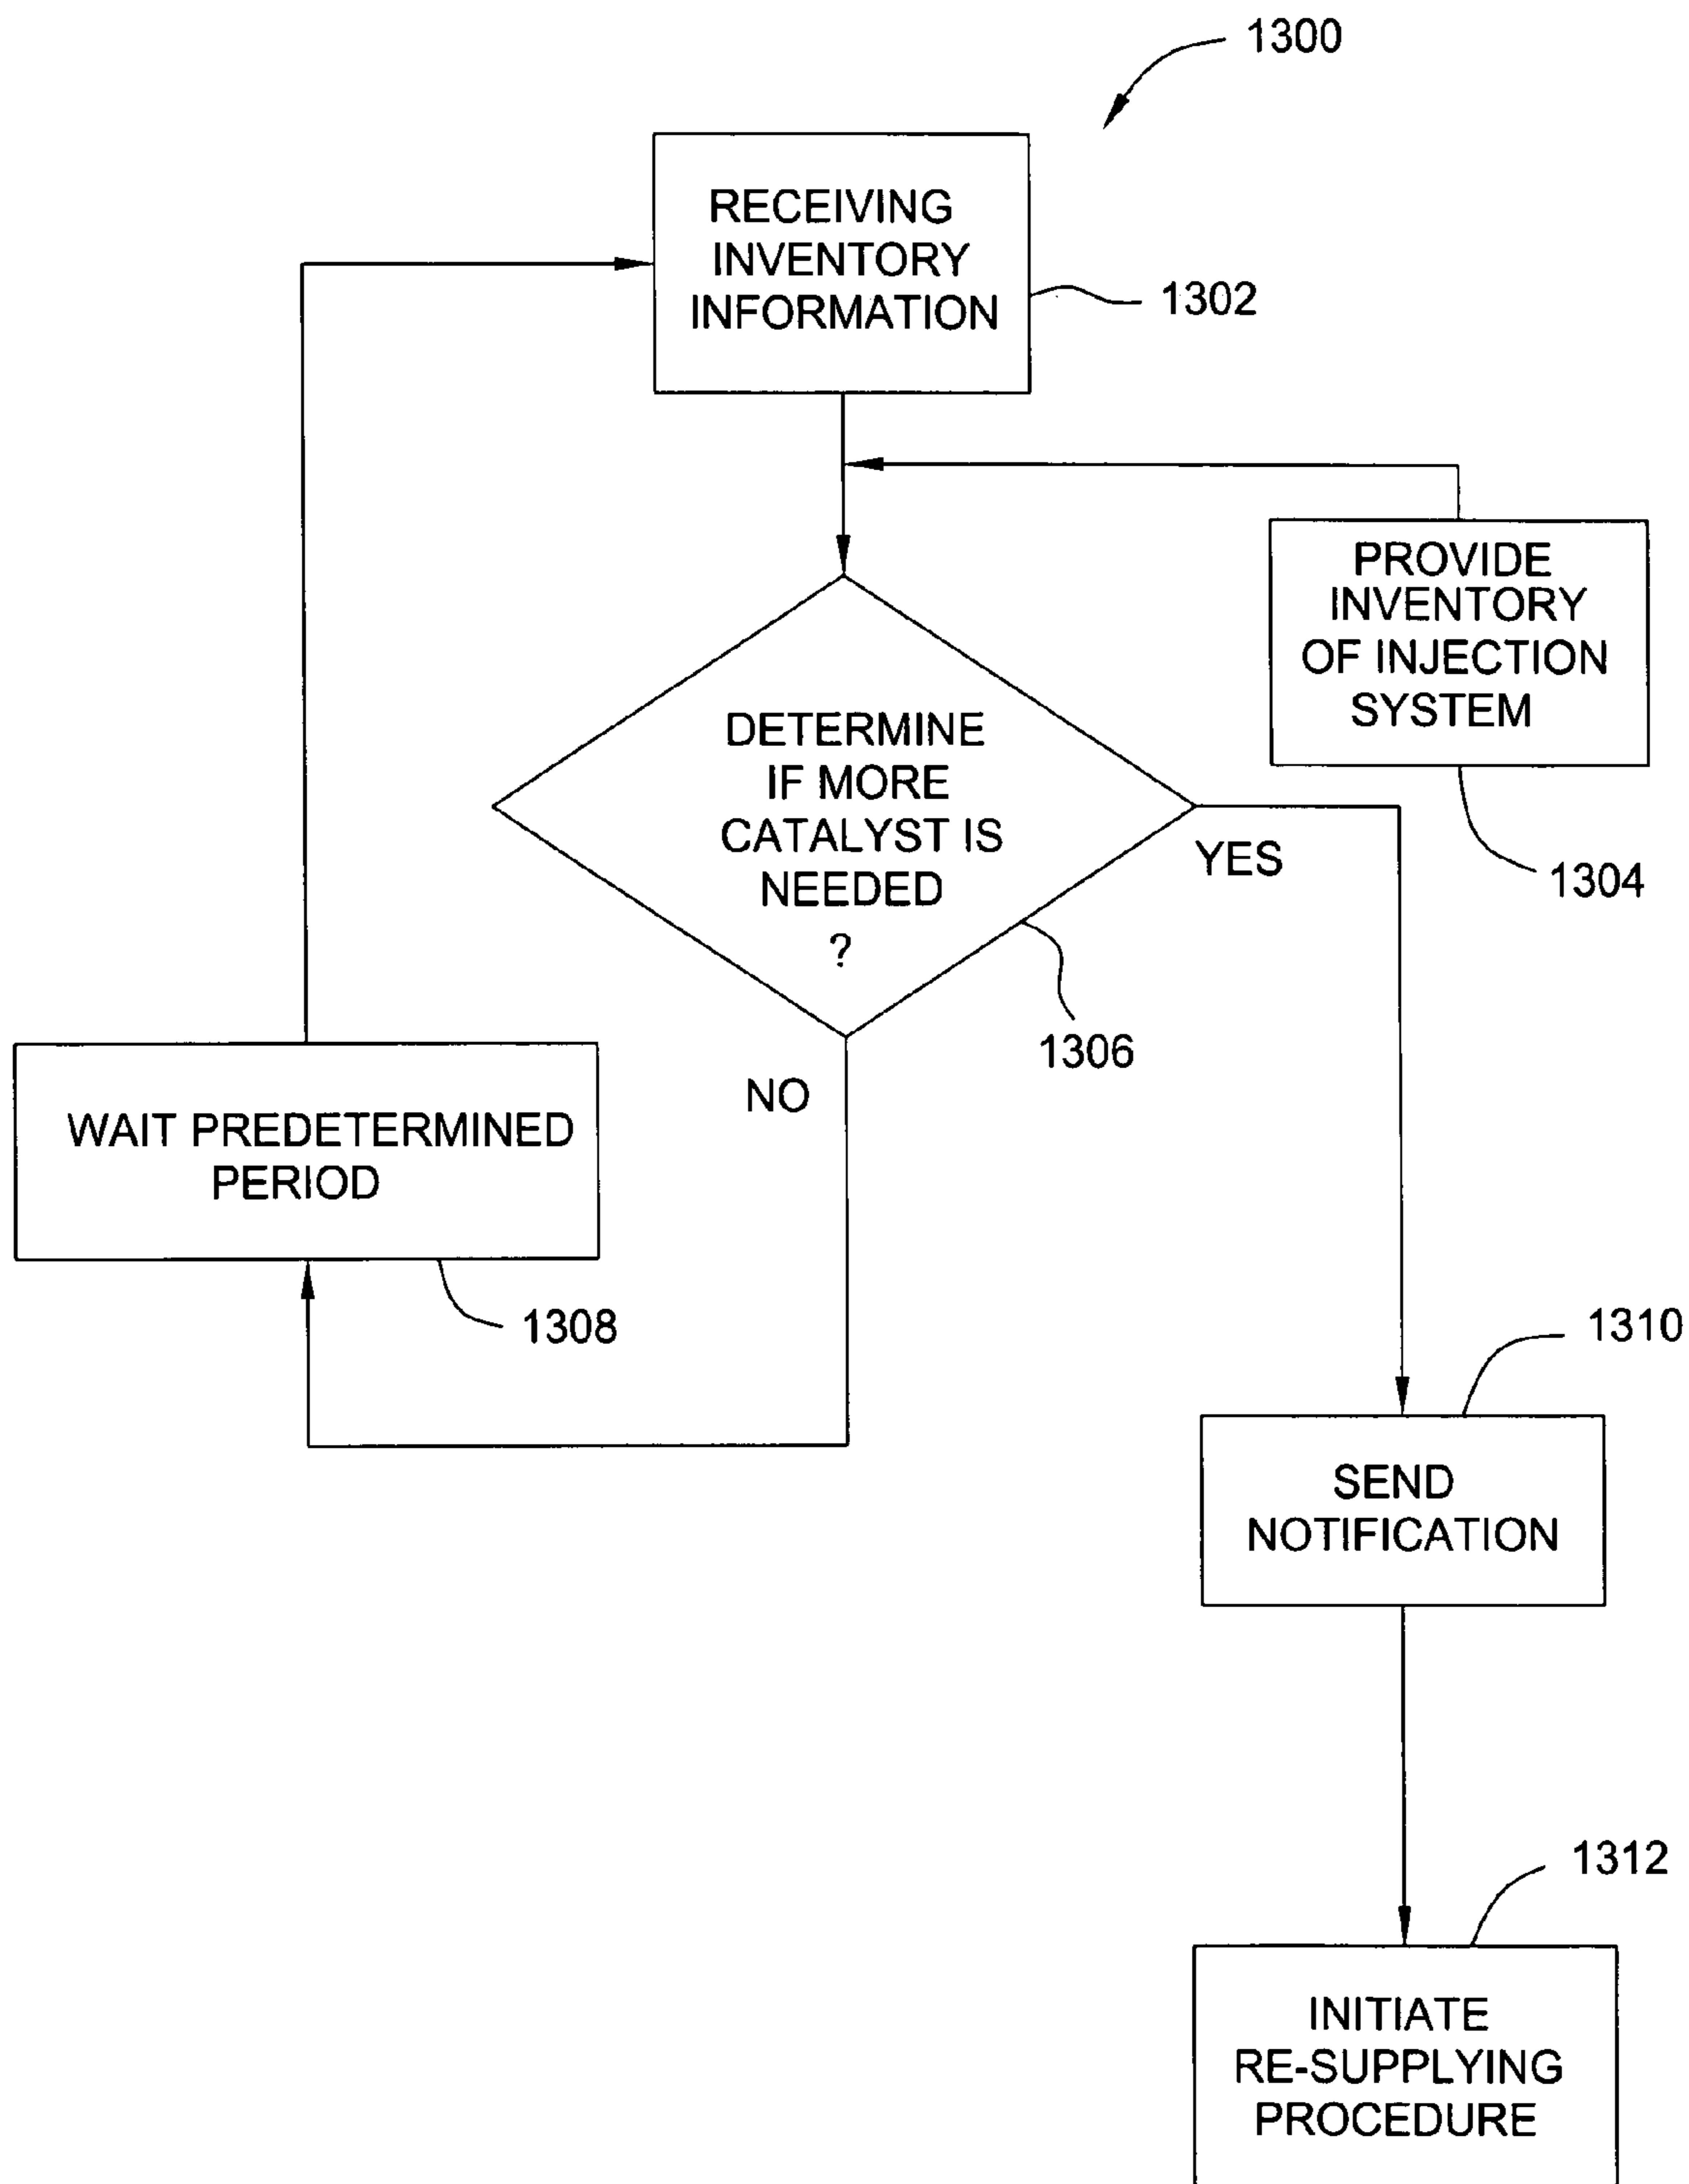 1300
RECEIVING
INVENTORY
INFORMATION
1302
PROVIDE
INVENTORY
OF INJECTION
SYSTEM
1304
DETERMINE
IF MORE
CATALYST IS
NEEDED
?
YES
1306
NO
WAIT PREDETERMINED
PERIOD
1308
1310
SEND
NOTIFICATION
1312
INITIATE
RE-SUPPLYING
PROCEDURE